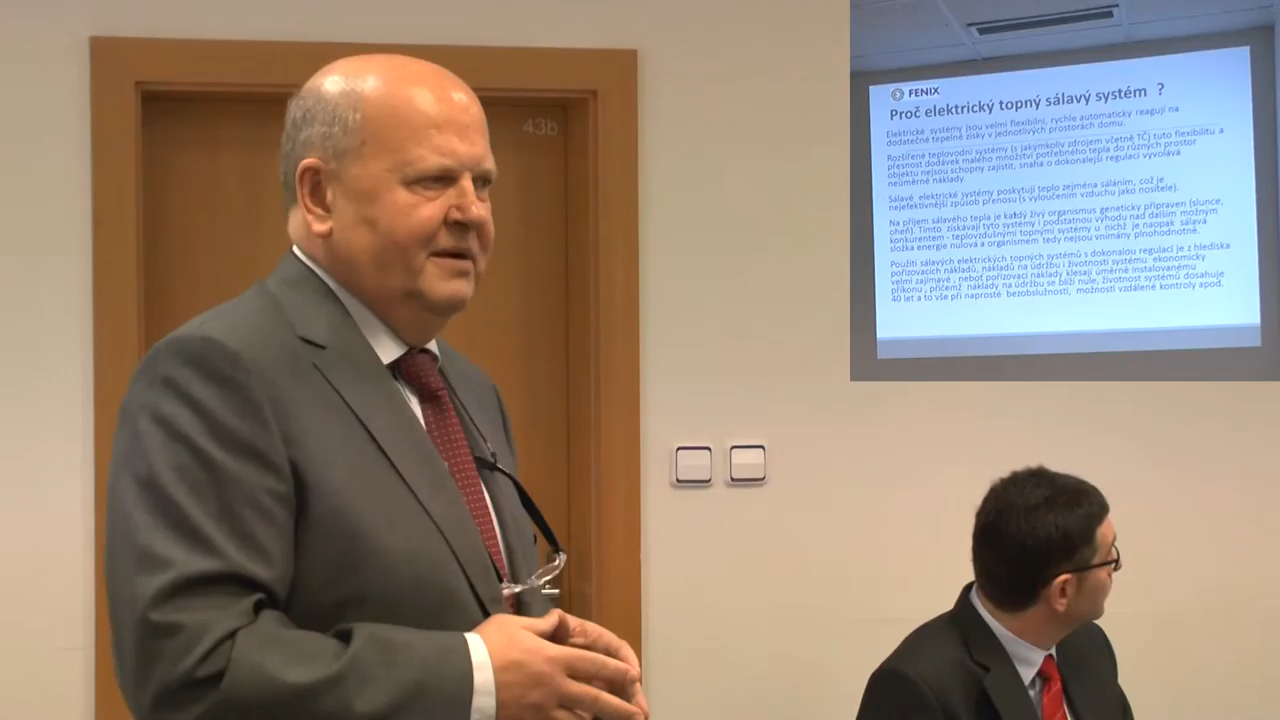 43b
FENIX
Proč elektrický topný sálavý systém ?
Elektrické systémy jsou velmi flexibilní, rychle automaticky reagují na
dodatečné tepelné zisky v jednotlivých prostorách domu.
Rozšířené teplovodní systémy (s jakýmkoliv zdrojem včetně TČ) tuto flexibilitu a
přesnost dodávek malého množství potřebného tepla do různých prostor
objektu nejsou schopny zajistit, snaha o dokonalejší regulaci vyvolává
neúměrné náklady.
Sálavé elektrické systémy poskytují teplo zejména sáláním, což je
nejefektivnější způsob přenosu (s vyloučením vzduchu jako nositele).
Na příjem sálavého tepla je každý živý organismus geneticky připraven (slunce,
oheň). Tímto získávají tyto systémy i podstatnou výhodu nad dalším možným
konkurentem - teplovzdušnými topnými systémy u nichž je naopak sálavá
složka energie nulová a organismem tedy nejsou vnímány plnohodnotně.
Použití sálavých elektrických topných systémů s dokonalou regulací je z hlediska
pořizovacích nákladů, nákladů na údržbu i životnosti systému ekonomicky
velmi zajímavé , neboť pořizovací náklady klesají úměrně instalovanému
příkonu , přičemž náklady na údržbu se blíží nule, životnost systémů dosahuje
40 let a to vše při naprosté bezobslužnosti, možnosti vzdálené kontroly apod.